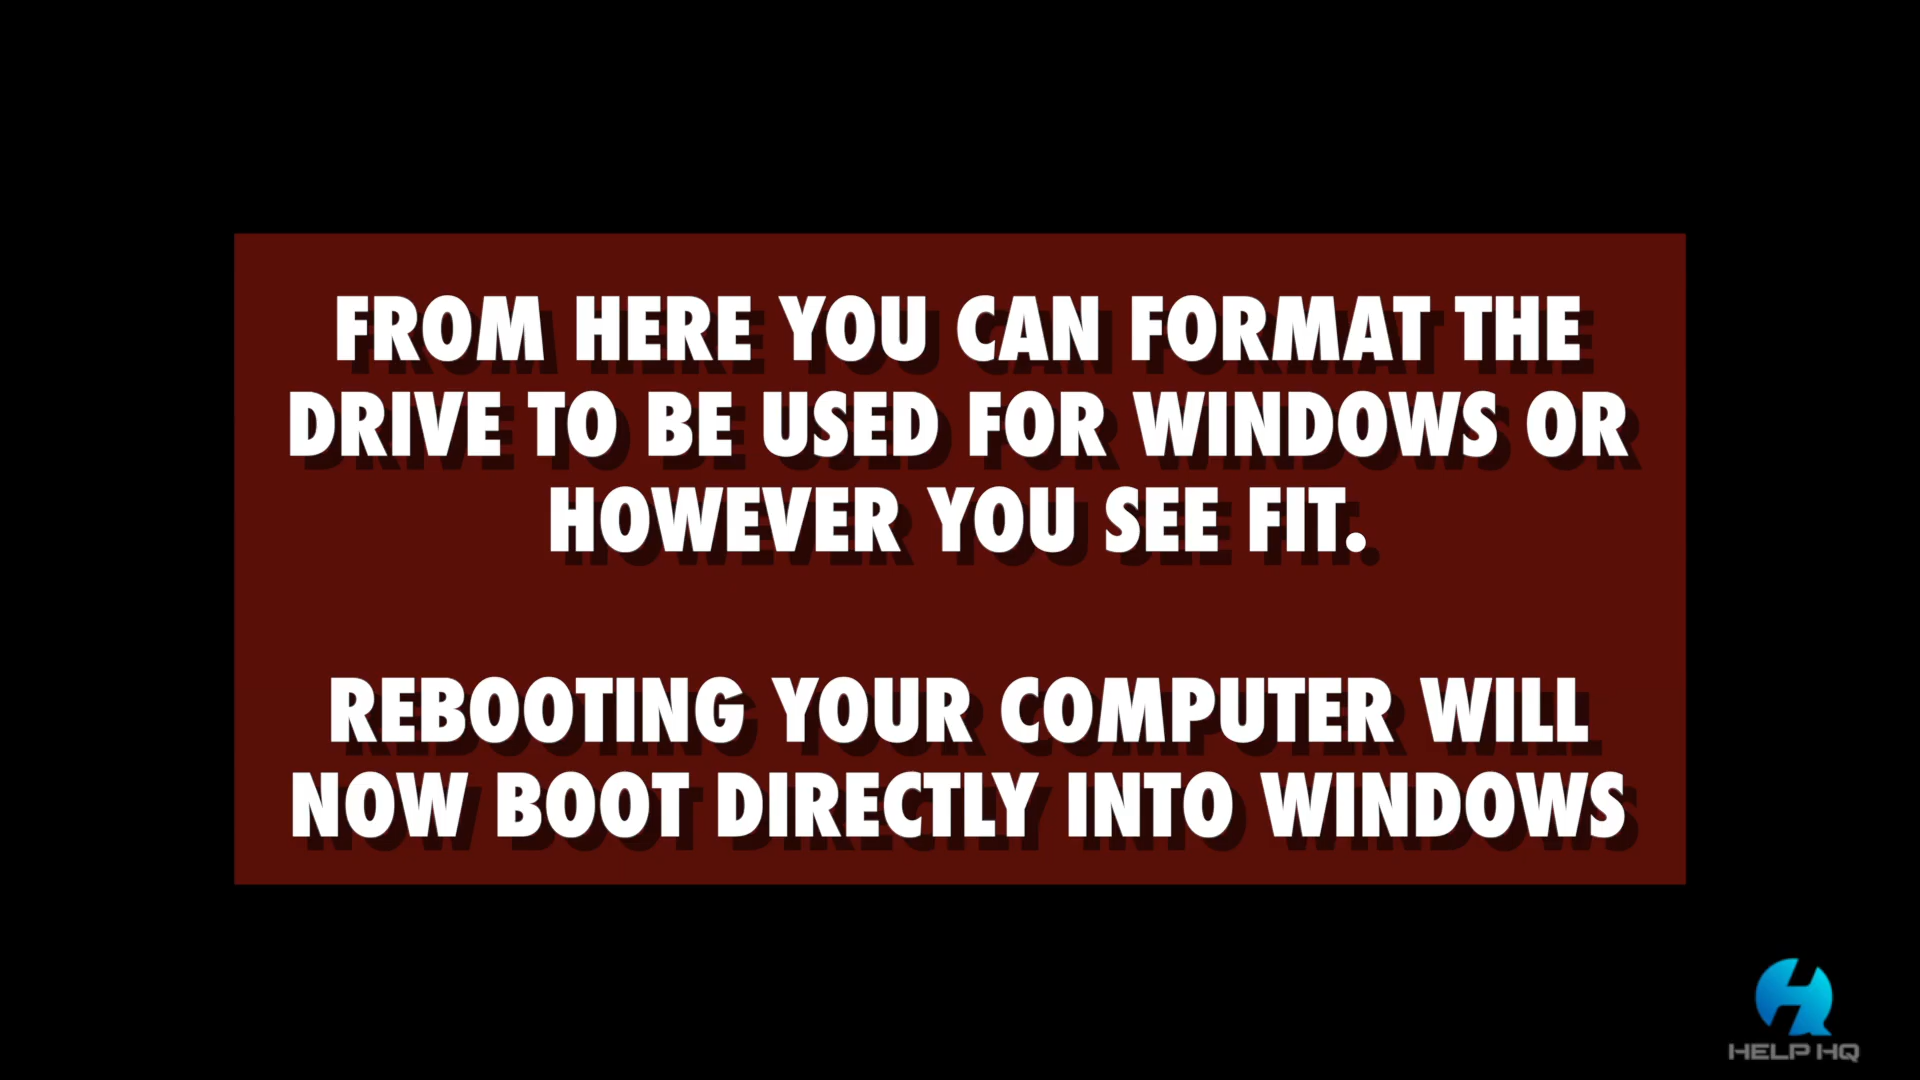 FROM HERE YOU CAN FORMAT THE
DRIVE TO BE USED FOR WINDOWS OR
HOWEVER YOU SEE FIT.
REBOOTING YOUR COMPUTER WILL
NOW BOOT DIRECTLY INTO WINDOWS
HELP HQ